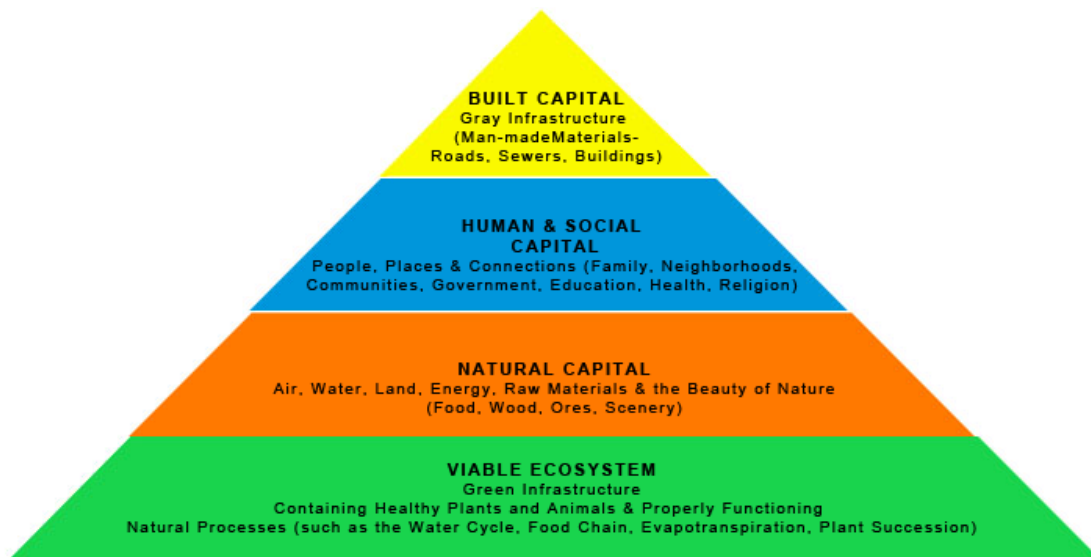 BUILT CAPITAL
Gray Infrastructure
(Man-madeMaterials-
Roads, Sewers, Buildings)
HUMAN & SOCIAL
CAPITAL
People, Places & Connections (Family, Neighborhoods,
Communities, Government, Education, Health, Religion)
NATURAL CAPITAL
Air, Water, Land, Energy, Raw Materials & the Beauty of Nature
(Food, Wood, Ores, Scenery)
VIABLE ECOSYSTEM
Green Infrastructure
Containing Healthy Plants and Animals & Properly Functioning
Natural Processes (such as the Water Cycle, Food Chain, Evapotranspiration, Plant Succession)